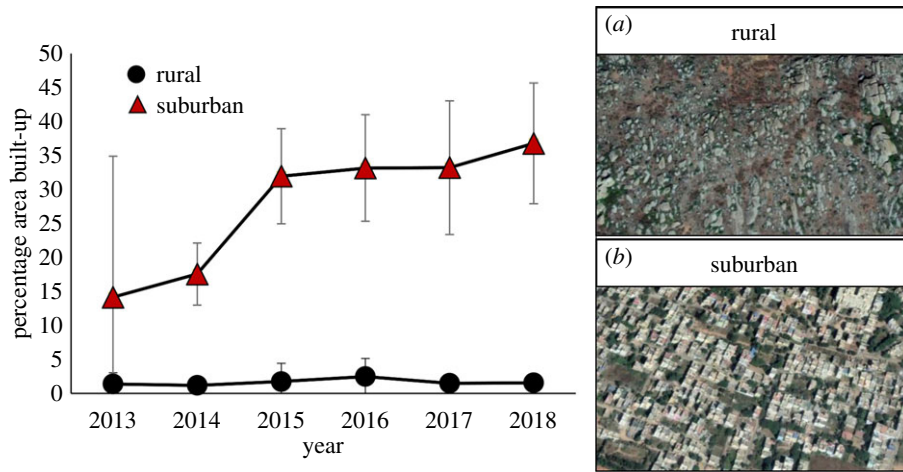 percentage area built-up
50
45
40
35
30
25
20
15
10
5
0
rural
suburban
2013 2014 2015 2016 2017 2018
year
(a) rural
(b) suburban